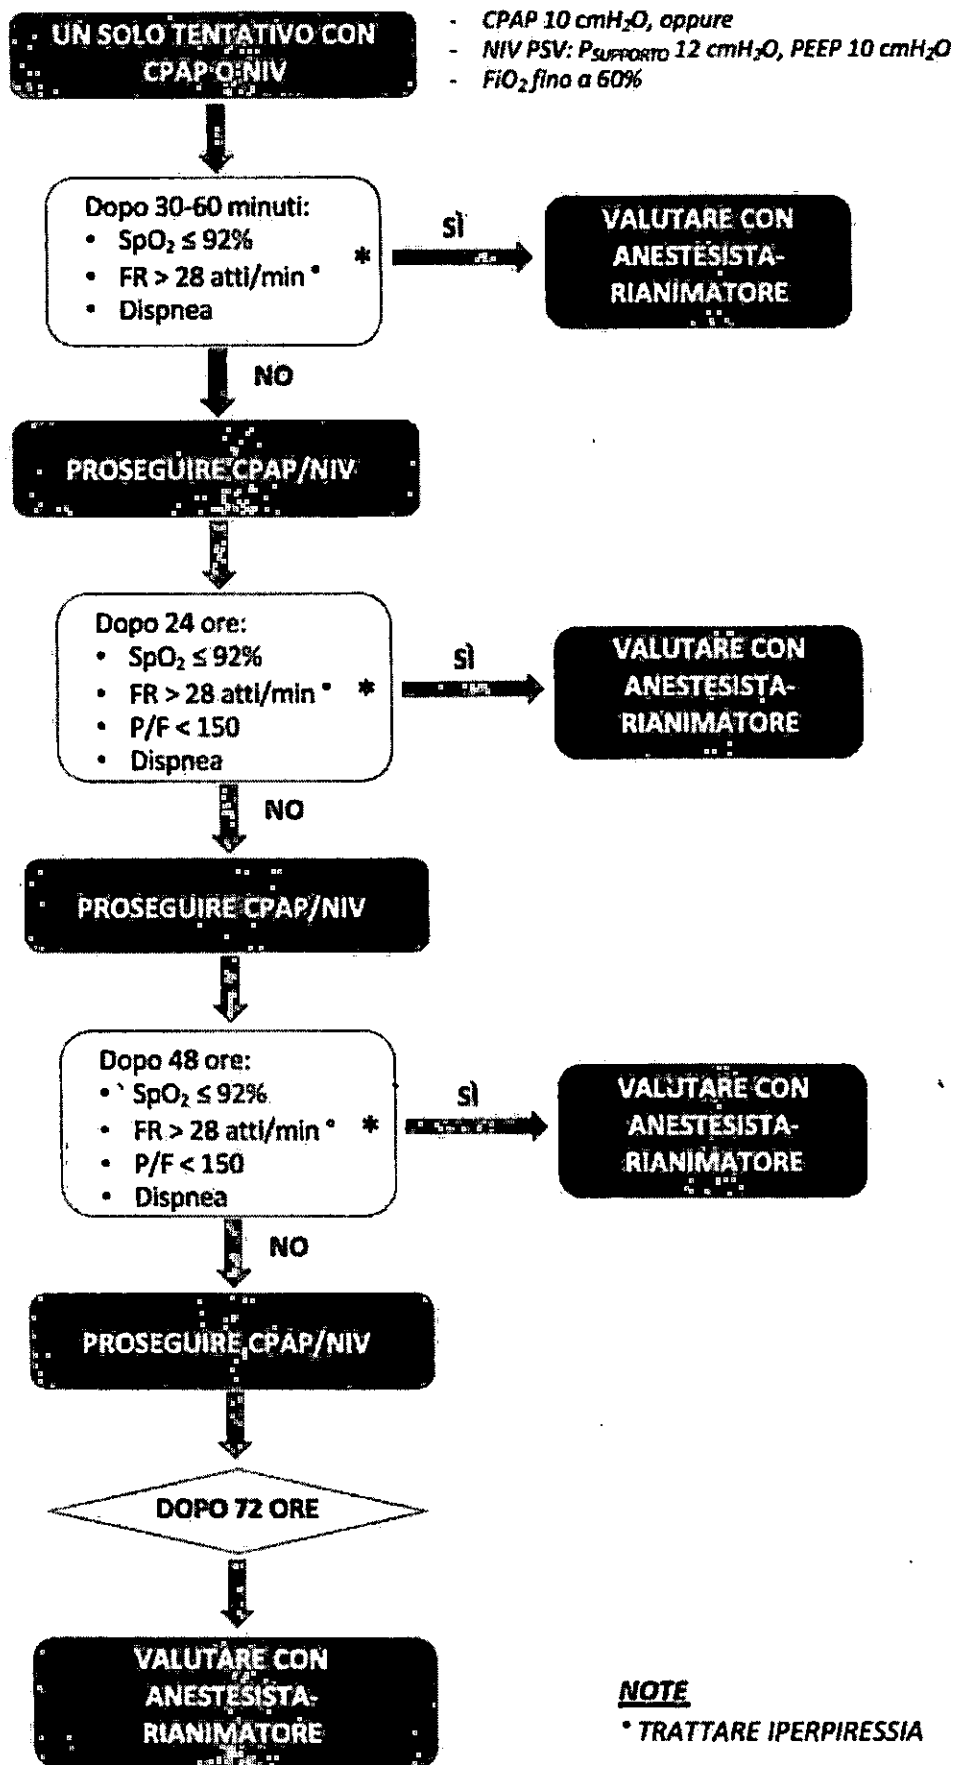 UN SOLO TENTATIVO CON
CPAP O NIV
- CPAP 10 cmH₂O, oppure
- NIV PSV: P_SUPPORTO 12 cmH₂O, PEEP 10 cmH₂O
- FiO₂ fino a 60%
Dopo 30-60 minuti:
• SpO₂ ≤ 92%
• FR > 28 atti/min °
• Dispnea
*
SÌ
VALUTARE CON
ANESTESISTA-
RIANIMATORE
NO
PROSEGUIRE CPAP/NIV
Dopo 24 ore:
• SpO₂ ≤ 92%
• FR > 28 atti/min °
• P/F < 150
• Dispnea
*
SÌ
VALUTARE CON
ANESTESISTA-
RIANIMATORE
NO
PROSEGUIRE CPAP/NIV
Dopo 48 ore:
• SpO₂ ≤ 92%
• FR > 28 atti/min °
• P/F < 150
• Dispnea
*
SÌ
VALUTARE CON
ANESTESISTA-
RIANIMATORE
NO
PROSEGUIRE CPAP/NIV
DOPO 72 ORE
VALUTARE CON
ANESTESISTA-
RIANIMATORE
NOTE
° TRATTARE IPERPIRESSIA